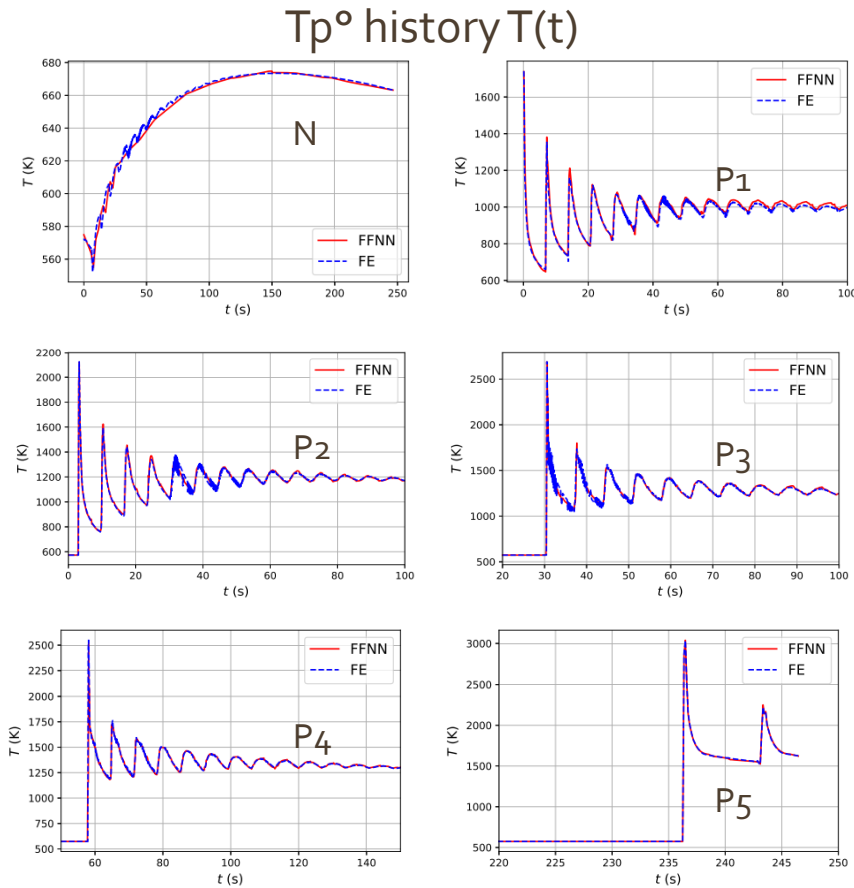 Tp° history T(t)
680
660
640
620
600
580
560
T (K)
0
50
100
150
200
250
t (s)
N
FFNN
FE
1600
1400
1200
1000
800
600
T (K)
0
20
40
60
80
100
t (s)
P1
FFNN
FE
2200
2000
1800
1600
1400
1200
1000
800
600
T (K)
0
20
40
60
80
100
t (s)
P2
FFNN
FE
2500
2000
1500
1000
500
T (K)
20
30
40
50
60
70
80
90
100
t (s)
P3
FFNN
FE
2500
2250
2000
1750
1500
1250
1000
750
500
T (K)
60
80
100
120
140
t (s)
P4
FFNN
FE
3000
2500
2000
1500
1000
500
T (K)
220
225
230
235
240
245
250
t (s)
P5
FFNN
FE